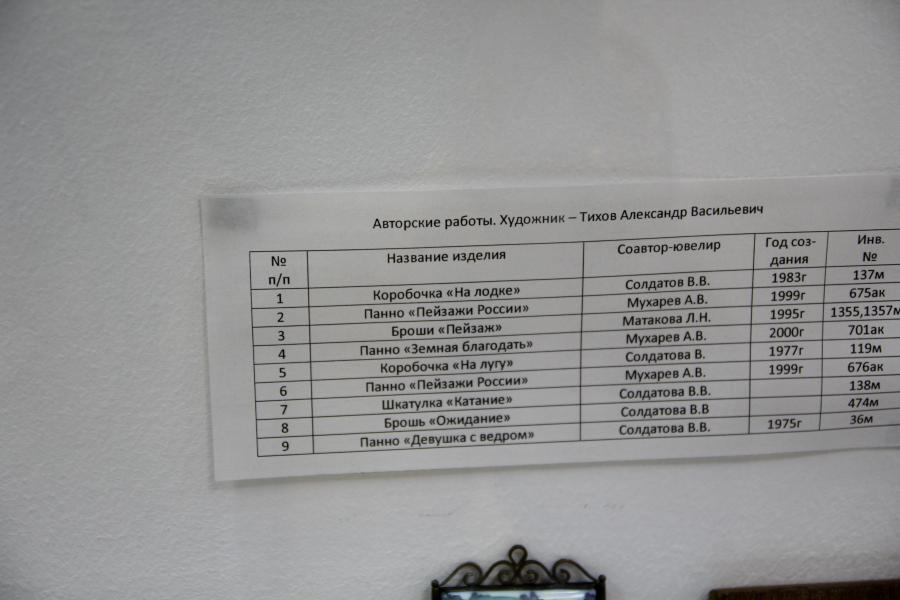 Авторские работы. Художник – Тихов Александр Васильевич
№ п/п Название изделия Соавтор-ювелир Год соз-дания Инв. №
1 Коробочка «На лодке» Солдатов В.В. 1983г 137м
2 Панно «Пейзажи России» Мухарев А.В. 1999г 675ак
3 Броши «Пейзаж» Матакова Л.Н. 1995г 1355,1357м
4 Панно «Земная благодать» Мухарев А.В. 2000г 701ак
5 Коробочка «На лугу» Солдатова В. 1977г 119м
6 Панно «Пейзажи России» Мухарев А.В. 1999г 676ак
7 Шкатулка «Катание» Солдатова В.В. 138м
8 Брошь «Ожидание» Солдатова В.В 474м
9 Панно «Девушка с ведром» Солдатова В.В. 1975г 36м